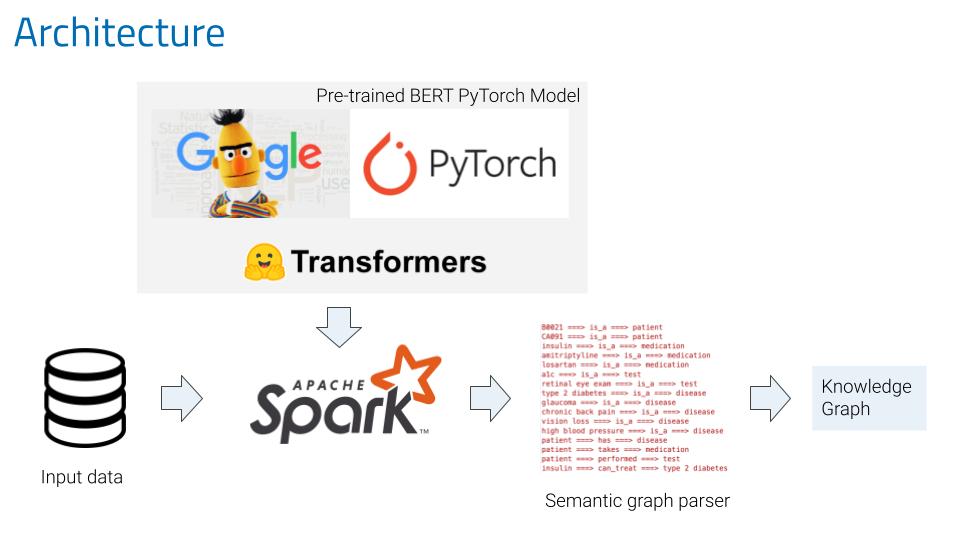 Architecture
Pre-trained BERT PyTorch Model
Google
PyTorch
Transformers
APACHE
Spark™
Input data
B0021 ===> is_a ===> patient
CA091 ===> is_a ===> patient
insulin ===> is_a ===> medication
amitriptyline ===> is_a ===> medication
losartan ===> is_a ===> medication
a1c ===> is_a ===> test
retinal eye exam ===> is_a ===> test
type 2 diabetes ===> is_a ===> disease
glaucoma ===> is_a ===> disease
chronic back pain ===> is_a ===> disease
vision loss ===> is_a ===> disease
high blood pressure ===> is_a ===> disease
patient ===> has ===> disease
patient ===> takes ===> medication
patient ===> performed ===> test
insulin ===> can_treat ===> type 2 diabetes
Semantic graph parser
Knowledge
Graph